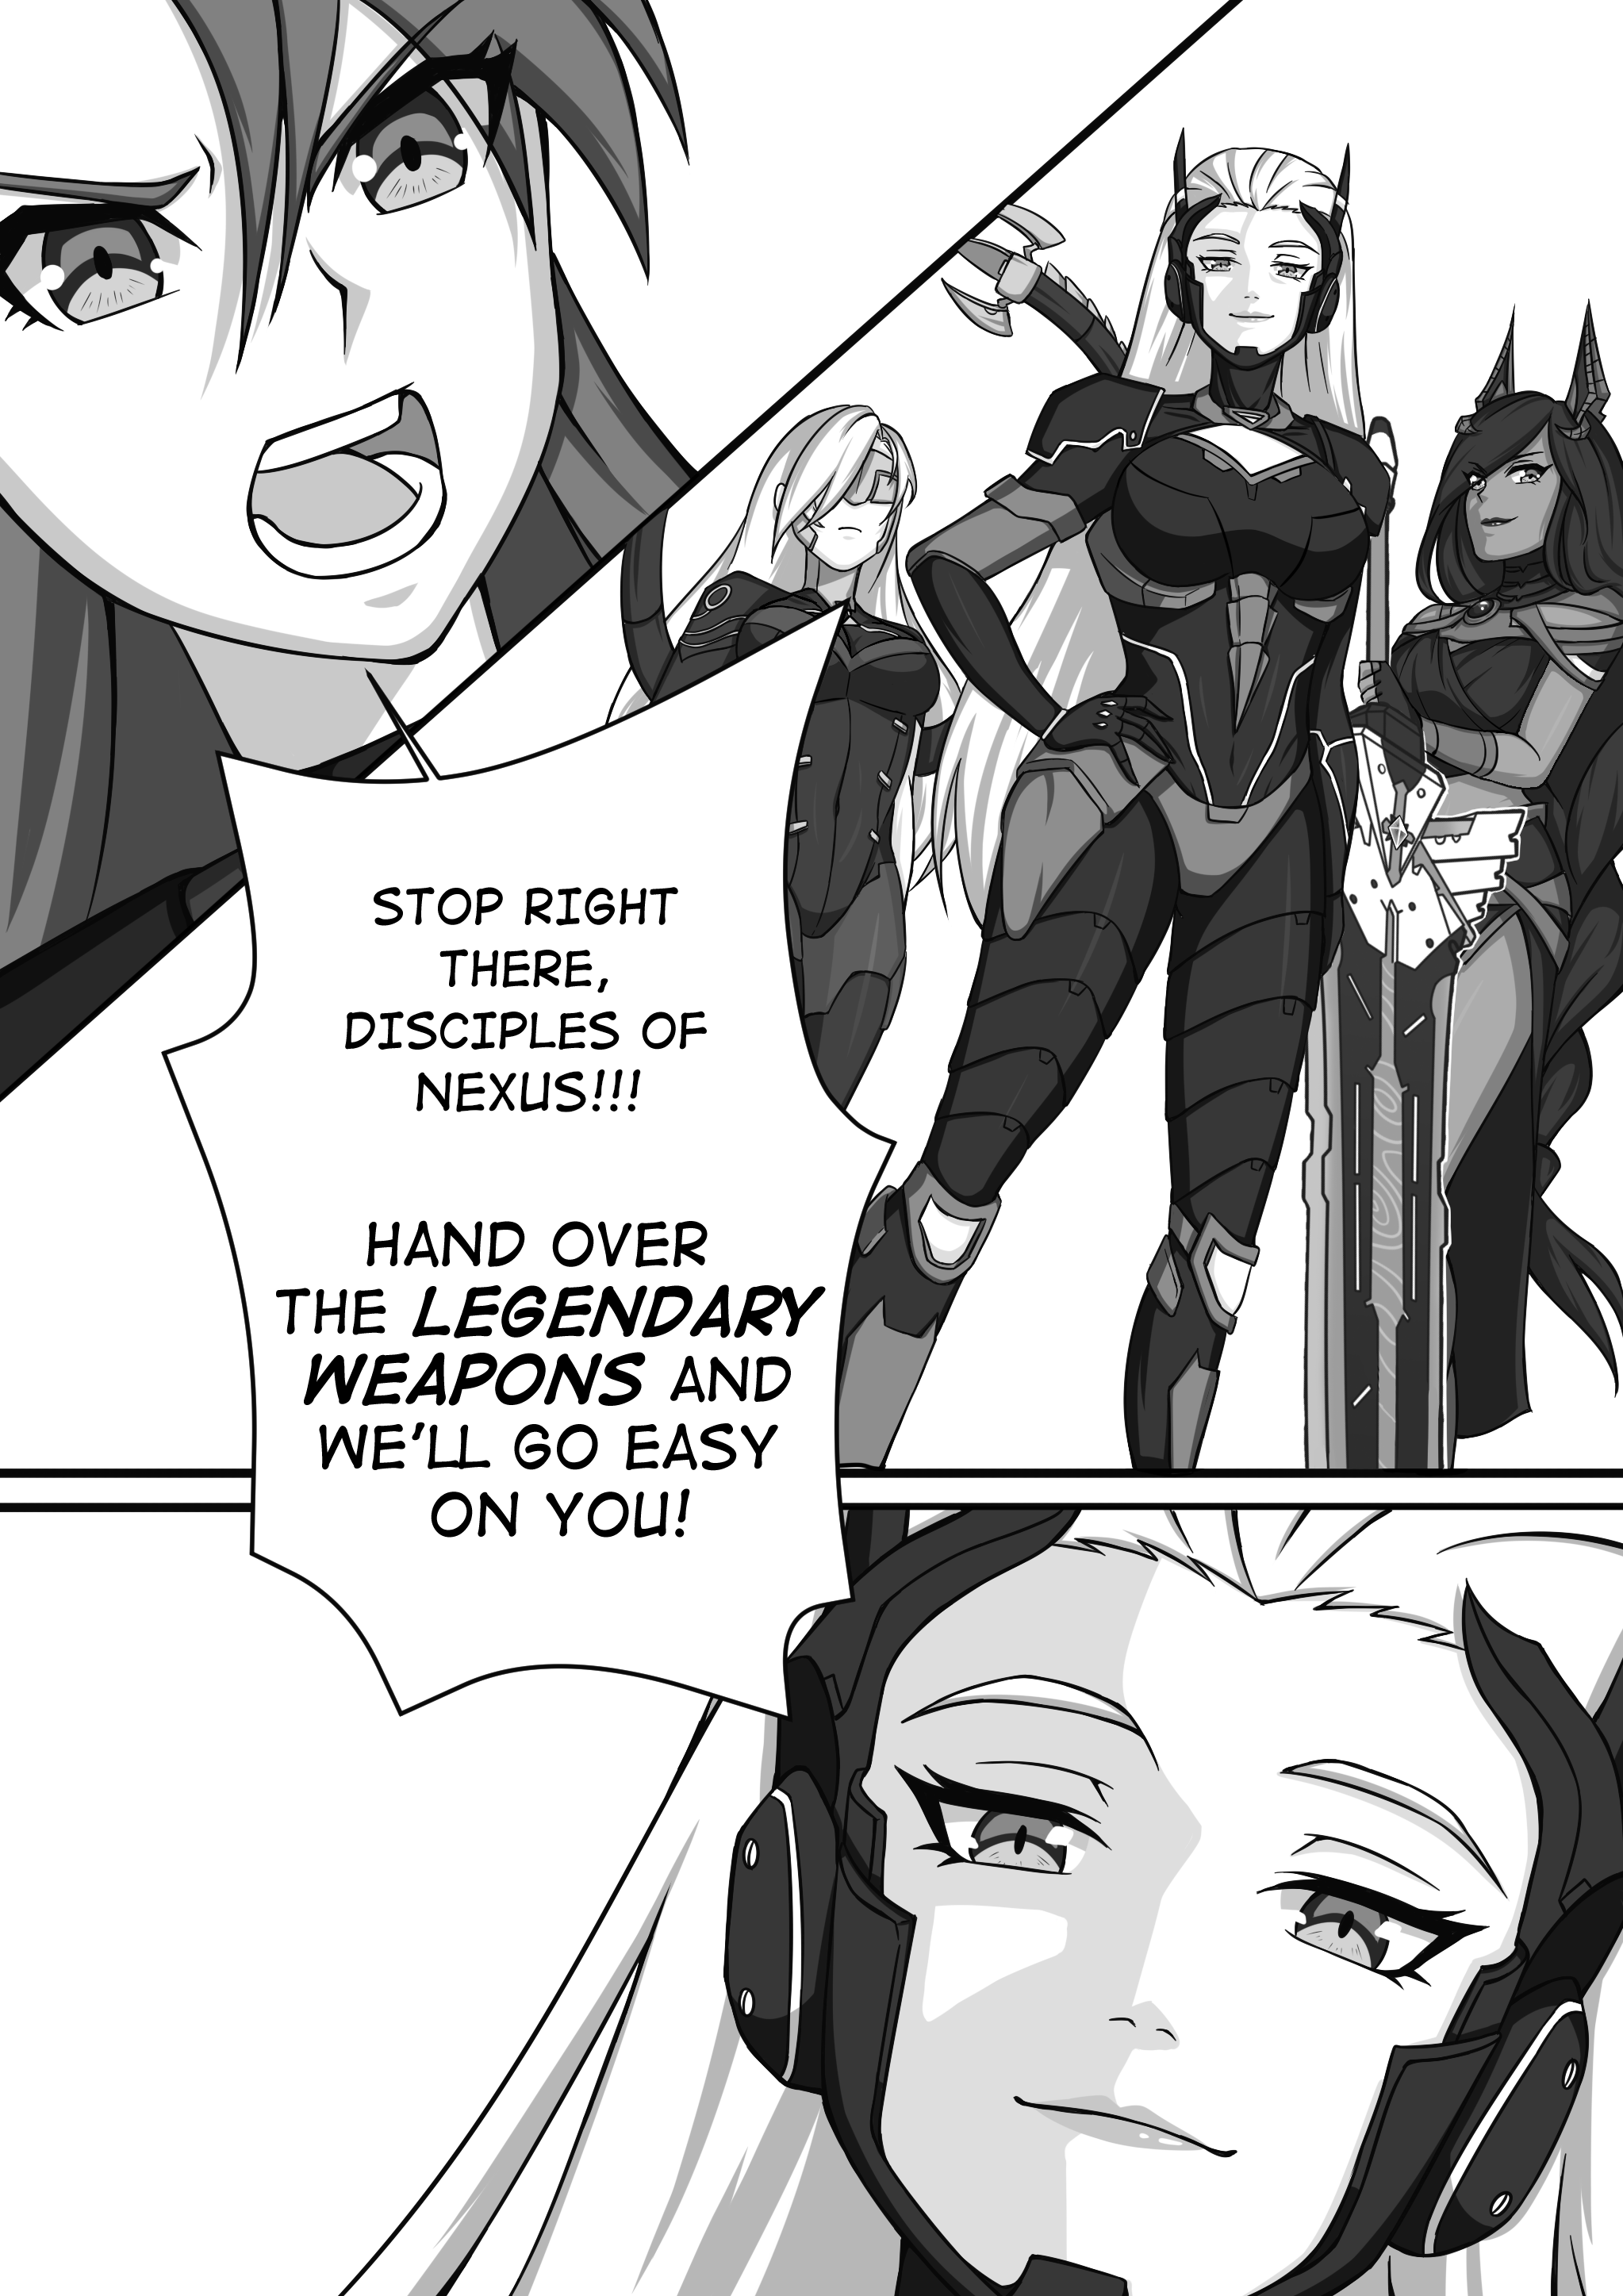 STOP RIGHT
THERE,
DISCIPLES OF
NEXUS!!!
HAND OVER
THE LEGENDARY
WEAPONS AND
WE'LL GO EASY
ON YOU!